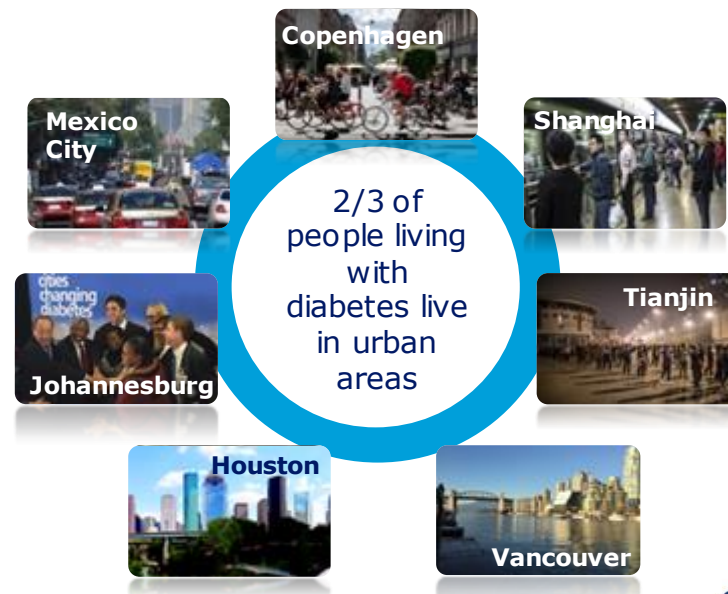 Copenhagen
Mexico
City
Shanghai
2/3 of
people living
with
diabetes live
in urban
areas
cities
changing
diabetes
Johannesburg
Tianjin
Houston
Vancouver